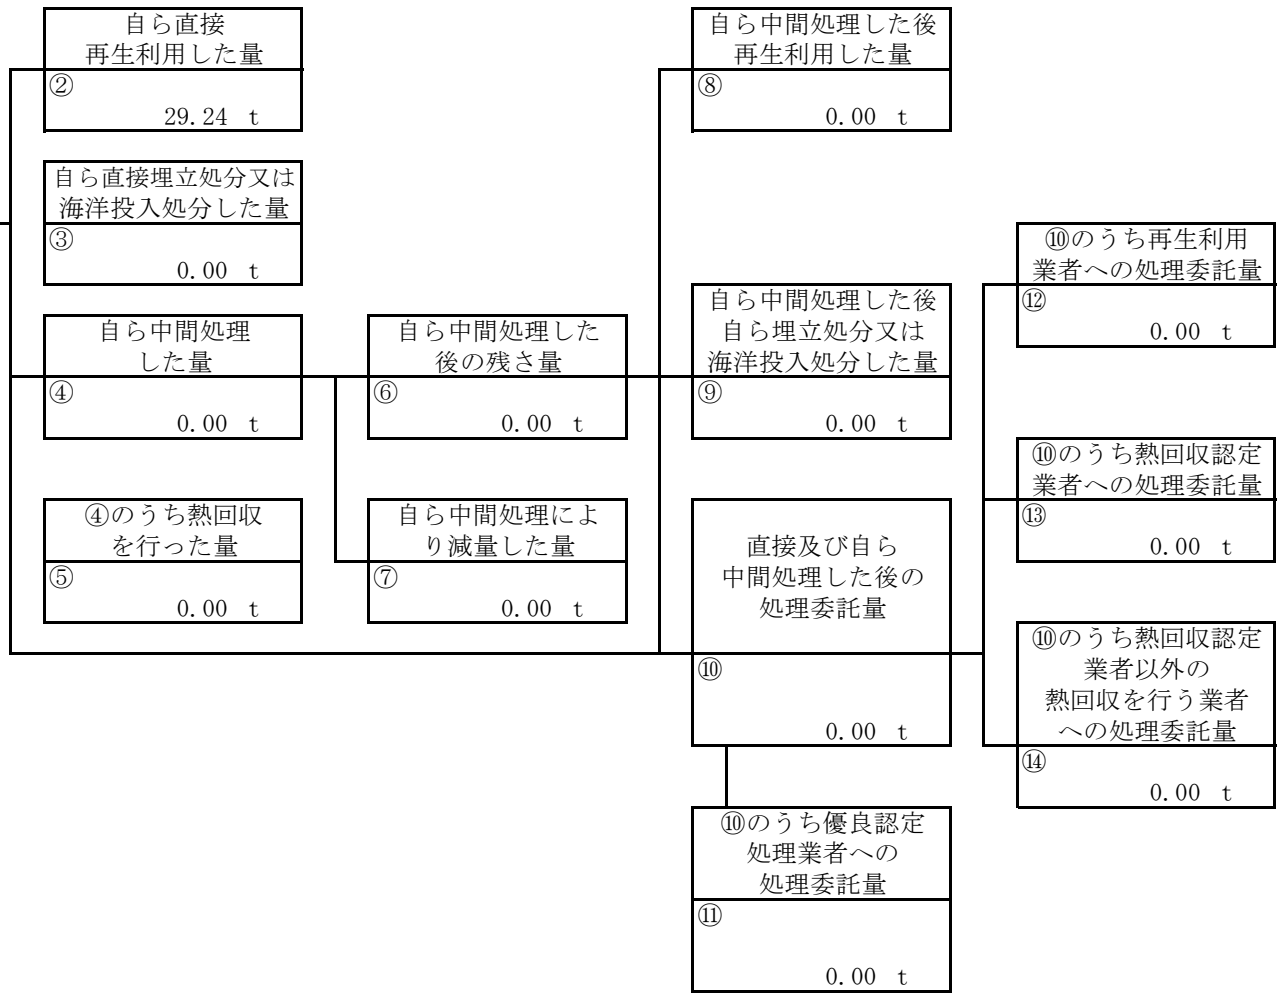 自ら直接
再生利用した量
②
29.24 t
自ら直接埋立処分又は
海洋投入処分した量
③
0.00 t
自ら中間処理
した量
④
0.00 t
④のうち熱回収
を行った量
⑤
0.00 t
自ら中間処理した
後の残さ量
⑥
0.00 t
自ら中間処理によ
り減量した量
⑦
0.00 t
自ら中間処理した後
再生利用した量
⑧
0.00 t
自ら中間処理した後
自ら埋立処分又は
海洋投入処分した量
⑨
0.00 t
直接及び自ら
中間処理した後の
処理委託量
⑩
0.00 t
⑩のうち優良認定
処理業者への
処理委託量
⑪
0.00 t
⑩のうち再生利用
業者への処理委託量
⑫
0.00 t
⑩のうち熱回収認定
業者への処理委託量
⑬
0.00 t
⑩のうち熱回収認定
業者以外の
熱回収を行う業者
への処理委託量
⑭
0.00 t